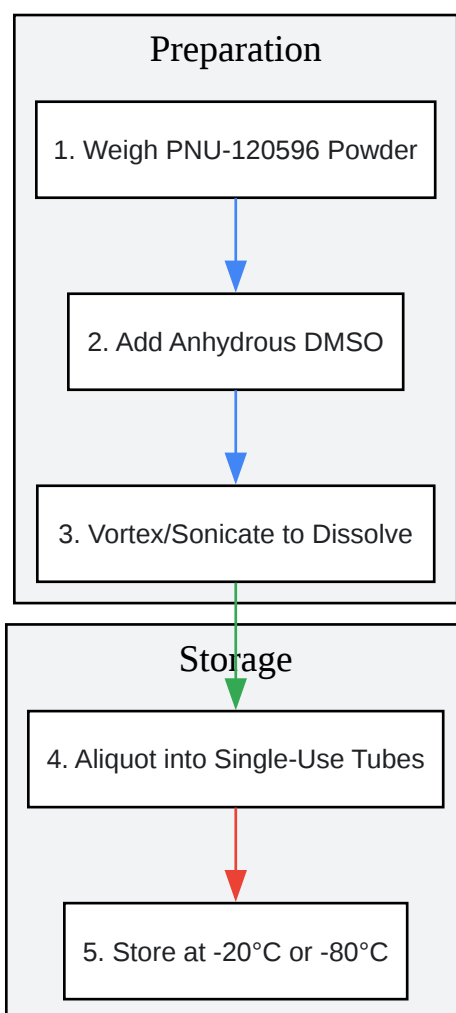 Preparation
1. Weigh PNU-120596 Powder
2. Add Anhydrous DMSO
3. Vortex/Sonicate to Dissolve
Storage
4. Aliquot into Single-Use Tubes
5. Store at -20°C or -80°C